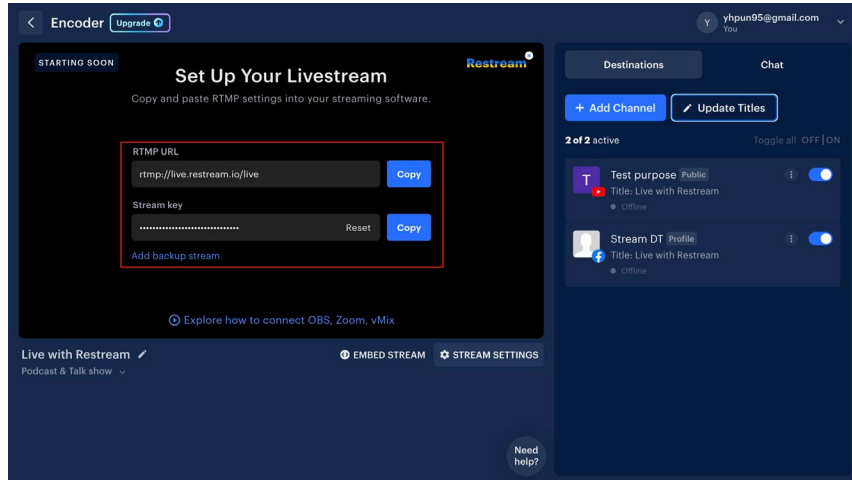 Encoder
Upgrade
Y
yhpun95@gmail.com
You
STARTING SOON
Restream
Set Up Your Livestream
Copy and paste RTMP settings into your streaming software.
RTMP URL
rtmp://live.restream.io/live
Copy
Stream key
••••••••••••••••••••••••••••••
Reset
Copy
Add backup stream
Explore how to connect OBS, Zoom, vMix
Live with Restream
EMBED STREAM
STREAM SETTINGS
Podcast & Talk show
Need
help?
Destinations
Chat
+ Add Channel
Update Titles
2 of 2 active
Toggle all OFF|ON
T
Test purpose Public
Title: Live with Restream
Offline
Stream DT Profile
Title: Live with Restream
Offline